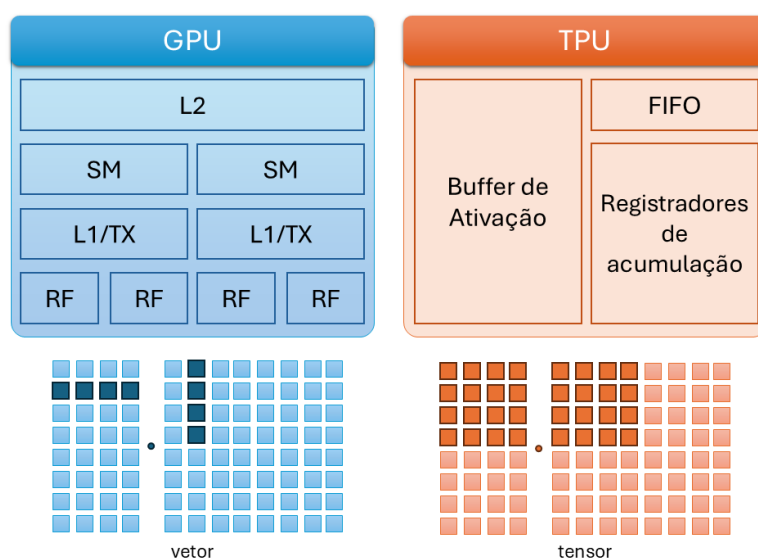 GPU
L2
SM SM
L1/TX L1/TX
RF RF RF RF
vetor
TPU
Buffer de
Ativação
FIFO
Registradores
de
acumulação
tensor